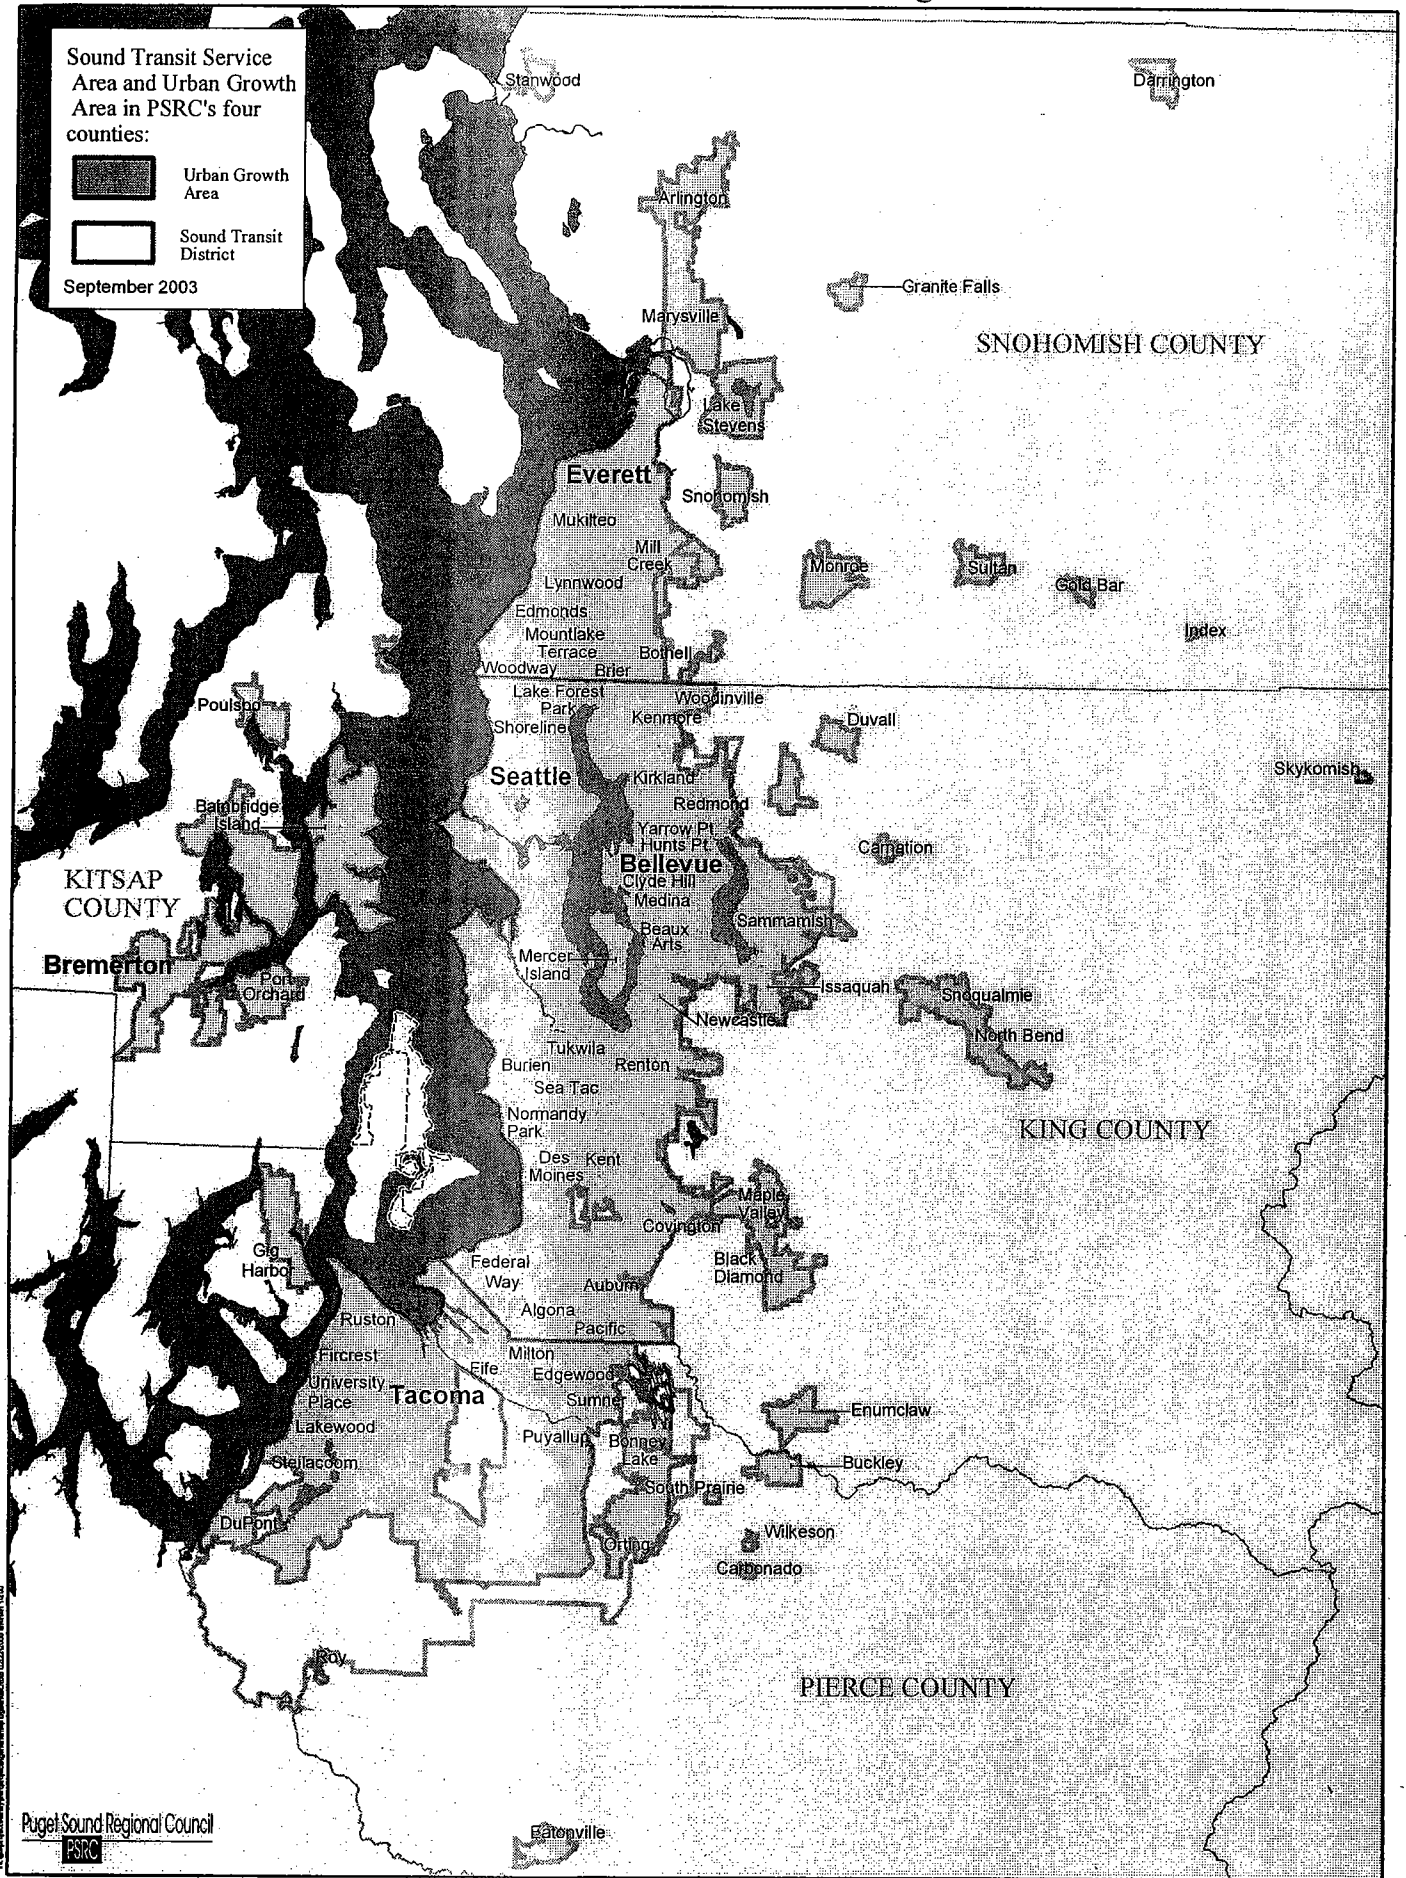 Sound Transit Service
Area and Urban Growth
Area in PSRC's four
counties:
Urban Growth
Area
Sound Transit
District
September 2003
Stanwood
Darrington
Arlington
Granite Falls
Marysville
SNOHOMISH COUNTY
Lake
Stevens
Everett
Snohomish
Mukilteo
Mill
Creek
Monroe
Sultan
Gold Bar
Lynnwood
Edmonds
Index
Mountlake
Terrace
Bothell
Woodway
Brier
Lake Forest
Park
Woodinville
Poulsbo
Kenmore
Duvall
Shoreline
Seattle
Kirkland
Skykomish
Bainbridge
Island
Redmond
Yarrow Pt.
Hunts Pt.
Carnation
Bellevue
KITSAP
COUNTY
Clyde Hill
Medina
Sammamish
Beaux
Arts
Bremerton
Mercer
Island
Port
Orchard
Issaquah
Snoqualmie
Newcastle
North Bend
Tukwila
Burien
Renton
Sea Tac
Normandy
Park
KING COUNTY
Des
Moines
Kent
Maple
Valley
Covington
Gig
Harbor
Federal
Way
Black
Diamond
Auburn
Algona
Ruston
Pacific
Fircrest
Milton
Fife
Edgewood
University
Place
Tacoma
Sumne
Enumclaw
Lakewood
Puyallup
Bonney
Lake
Steilacoom
Buckley
South Prairie
DuPont
Wilkeson
Orting
Carbonado
Roy
PIERCE COUNTY
Puget Sound Regional Council
PSRC
Eatonville